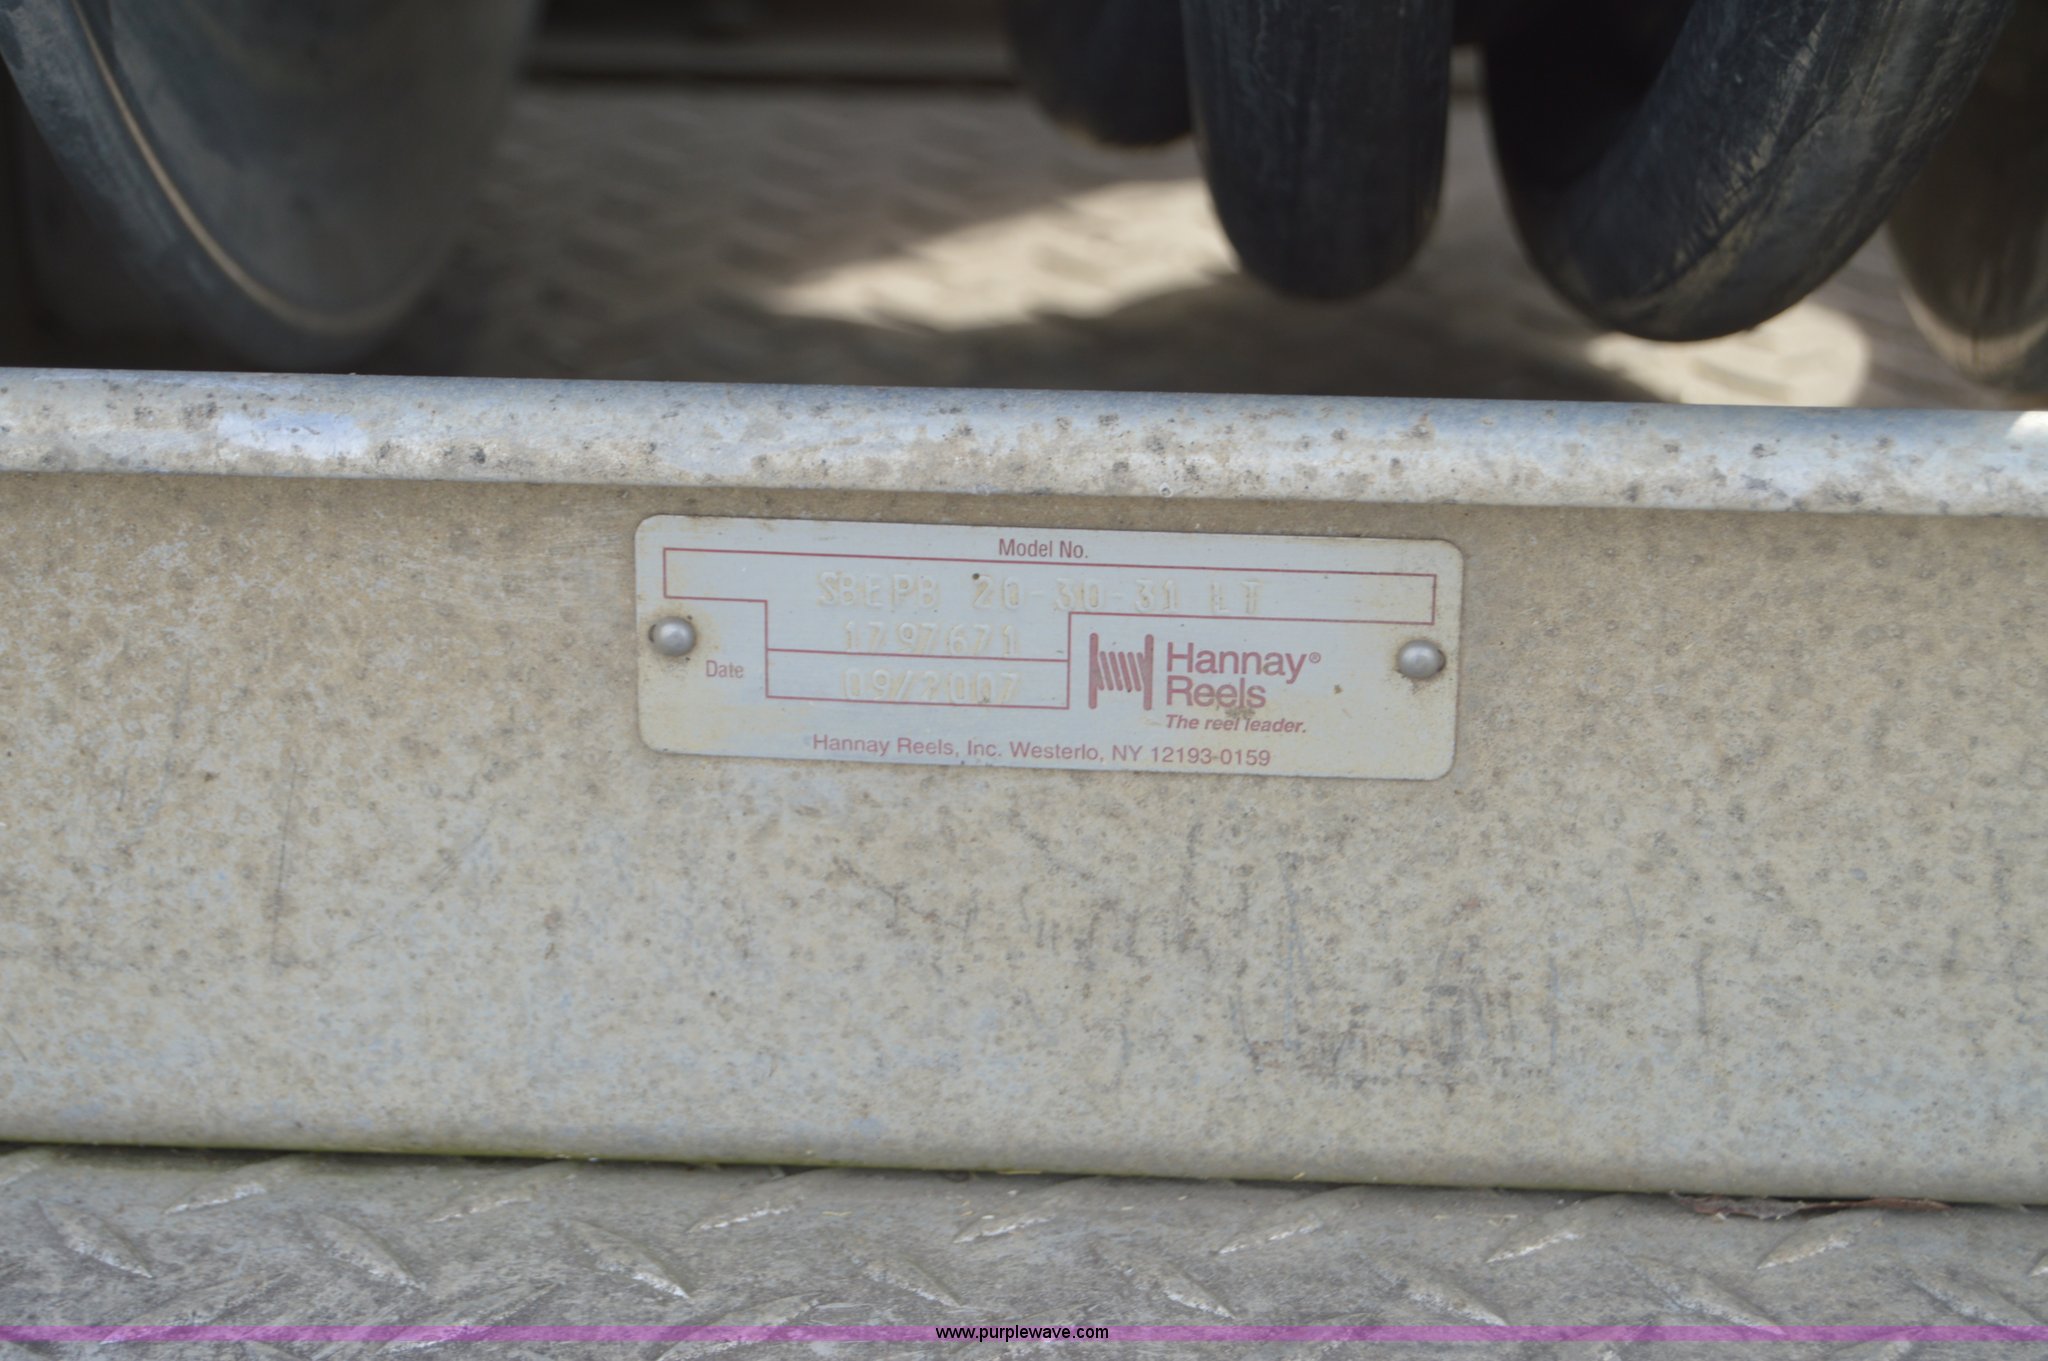 Model No.
SBEPB 20-30-31 LT
1797671
Date
09/2007
Hannay®
Reels
The reel leader.
Hannay Reels, Inc. Westerlo, NY 12193-0159
www.purplewave.com